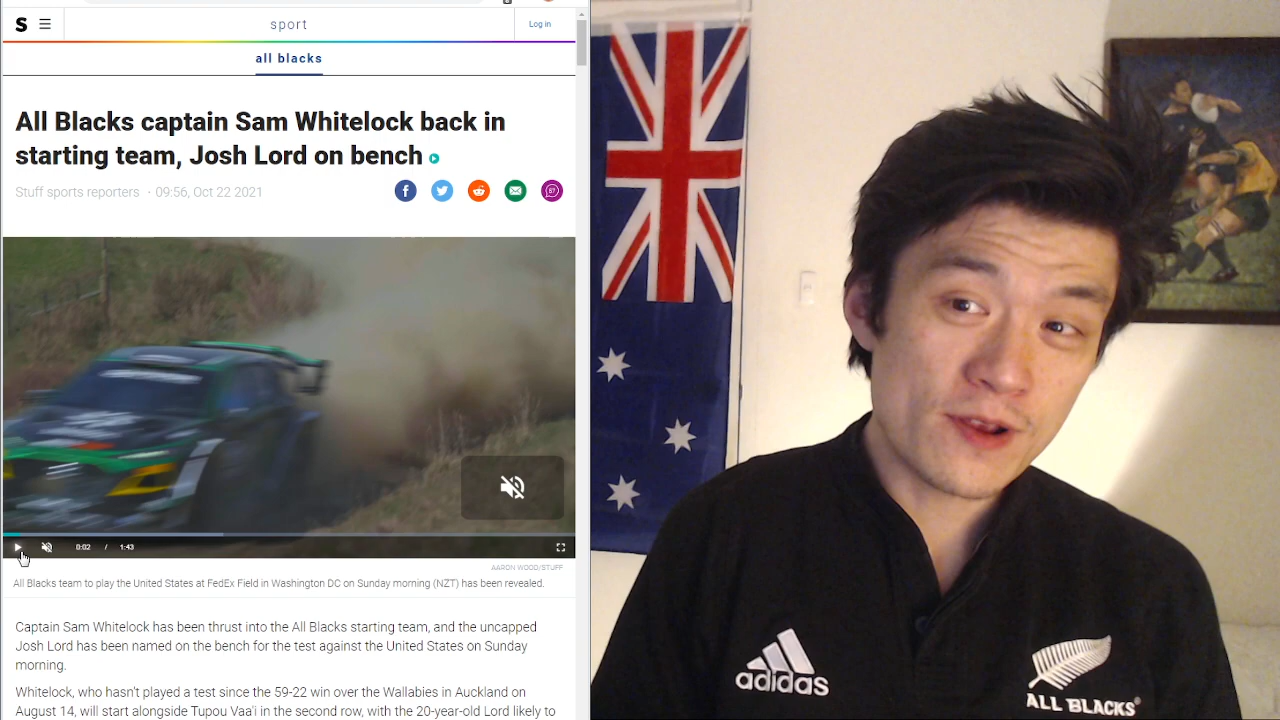 S
sport
Log in
all blacks
All Blacks captain Sam Whitelock back in
starting team, Josh Lord on bench
Stuff sports reporters · 09:56, Oct 22 2021
87
0:02 / 1:43
AARON WOOD/STUFF
All Blacks team to play the United States at FedEx Field in Washington DC on Sunday morning (NZT) has been revealed.
Captain Sam Whitelock has been thrust into the All Blacks starting team, and the uncapped
Josh Lord has been named on the bench for the test against the United States on Sunday
morning.
Whitelock, who hasn't played a test since the 59-22 win over the Wallabies in Auckland on
August 14, will start alongside Tupou Vaa'i in the second row with the 20-year-old Lord likely to
adidas
ALL BLACKS